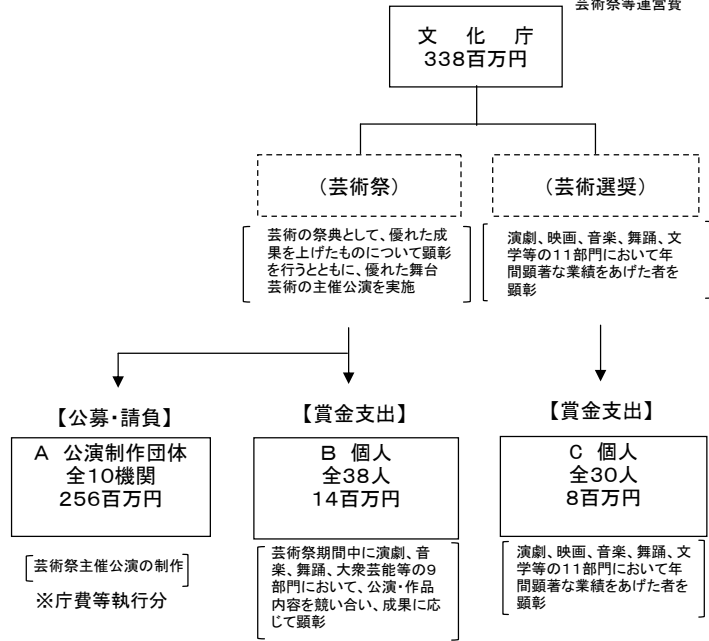 芸術祭等運営費
文 化 庁
338百万円
(芸術祭)
(芸術選奨)
芸術の祭典として、優れた成
果を上げたものについて顕彰
を行うとともに、優れた舞台
芸術の主催公演を実施
演劇、映画、音楽、舞踊、文
学等の11部門において年
間顕著な業績をあげた者を
顕彰
【公募・請負】
【賞金支出】
【賞金支出】
A 公演制作団体
全10機関
256百万円
B 個人
全38人
14百万円
C 個人
全30人
8百万円
芸術祭主催公演の制作
※庁費等執行分
芸術祭期間中に演劇、音
楽、舞踊、大衆芸能等の9
部門において、公演・作品
内容を競い合い、成果に応
じて顕彰
演劇、映画、音楽、舞踊、文
学等の11部門において年
間顕著な業績をあげた者を
顕彰